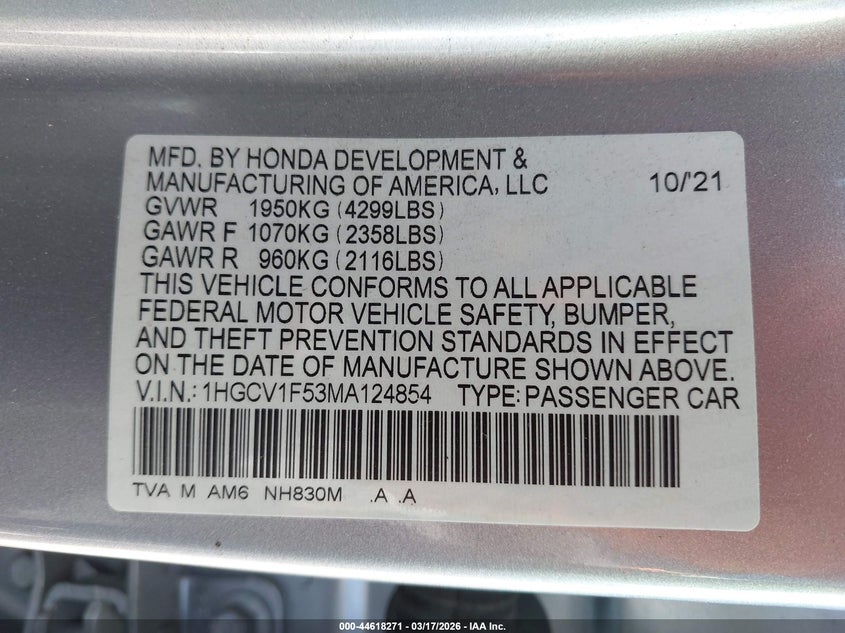 MFD. BY HONDA DEVELOPMENT &
MANUFACTURING OF AMERICA, LLC 10/'21
GVWR 1950KG (4299LBS)
GAWR F 1070KG (2358LBS)
GAWR R 960KG (2116LBS)
THIS VEHICLE CONFORMS TO ALL APPLICABLE
FEDERAL MOTOR VEHICLE SAFETY, BUMPER,
AND THEFT PREVENTION STANDARDS IN EFFECT
ON THE DATE OF MANUFACTURE SHOWN ABOVE.
V.I.N.: 1HGCV1F53MA124854 TYPE: PASSENGER CAR
TVA M AM6 NH830M .A .A
000-44618271 - 03/17/2026 - IAA Inc.